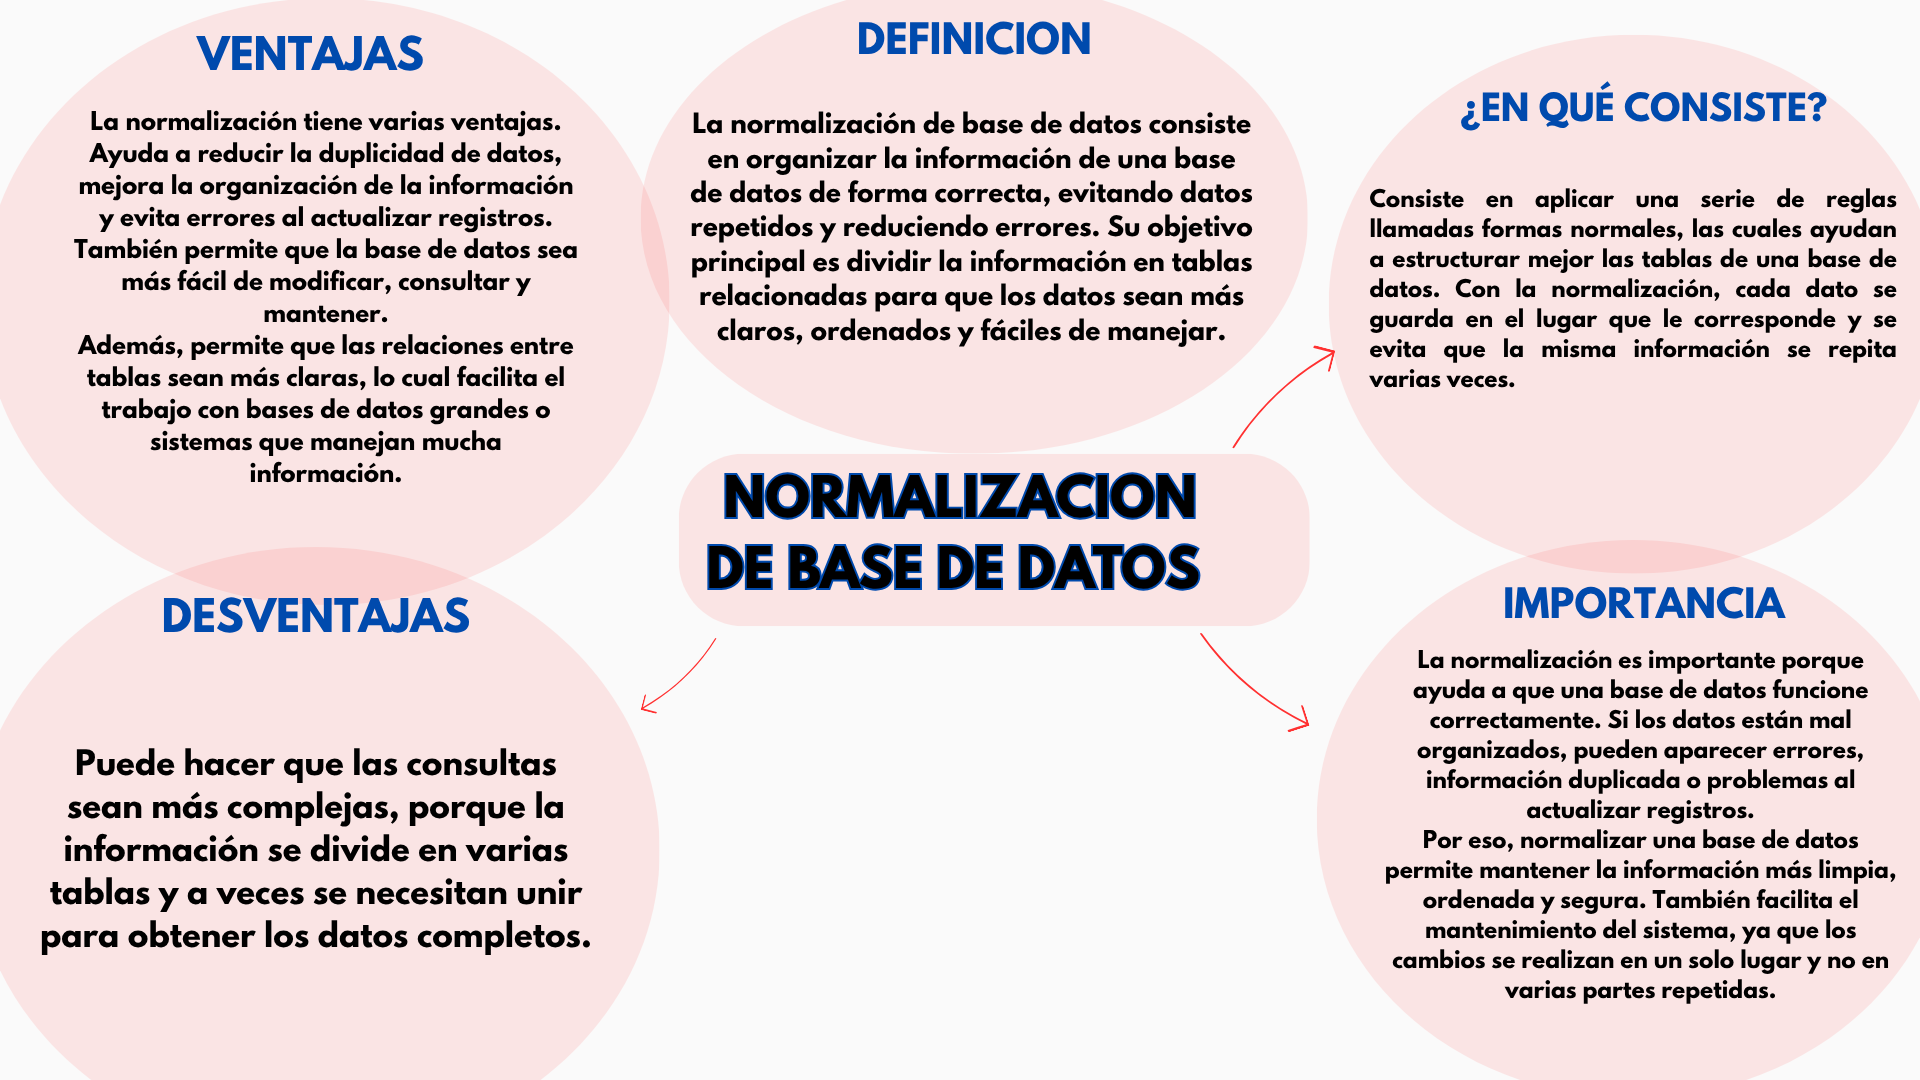 VENTAJAS
La normalización tiene varias ventajas.
Ayuda a reducir la duplicidad de datos,
mejora la organización de la información
y evita errores al actualizar registros.
También permite que la base de datos sea
más fácil de modificar, consultar y
mantener.
Además, permite que las relaciones entre
tablas sean más claras, lo cual facilita el
trabajo con bases de datos grandes o
sistemas que manejan mucha
información.
DEFINICION
La normalización de base de datos consiste
en organizar la información de una base
de datos de forma correcta, evitando datos
repetidos y reduciendo errores. Su objetivo
principal es dividir la información en tablas
relacionadas para que los datos sean más
claros, ordenados y fáciles de manejar.
¿EN QUÉ CONSISTE?
Consiste en aplicar una serie de reglas
llamadas formas normales, las cuales ayudan
a estructurar mejor las tablas de una base de
datos. Con la normalización, cada dato se
guarda en el lugar que le corresponde y se
evita que la misma información se repita
varias veces.
NORMALIZACION
DE BASE DE DATOS
DESVENTAJAS
Puede hacer que las consultas
sean más complejas, porque la
información se divide en varias
tablas y a veces se necesitan unir
para obtener los datos completos.
IMPORTANCIA
La normalización es importante porque
ayuda a que una base de datos funcione
correctamente. Si los datos están mal
organizados, pueden aparecer errores,
información duplicada o problemas al
actualizar registros.
Por eso, normalizar una base de datos
permite mantener la información más limpia,
ordenada y segura. También facilita el
mantenimiento del sistema, ya que los
cambios se realizan en un solo lugar y no en
varias partes repetidas.